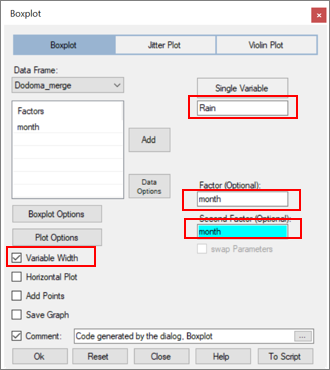 Boxplot
Boxplot
Jitter Plot
Violin Plot
Data Frame:
Dodoma_merge
Single Variable
Factors
month
Rain
Add
Data
Options
Factor (Optional):
month
Second Factor (Optional):
month
swap Parameters
Boxplot Options
Plot Options
Variable Width
Horizontal Plot
Add Points
Save Graph
Comment:
Code generated by the dialog, Boxplot
...
Ok
Reset
Close
Help
To Script